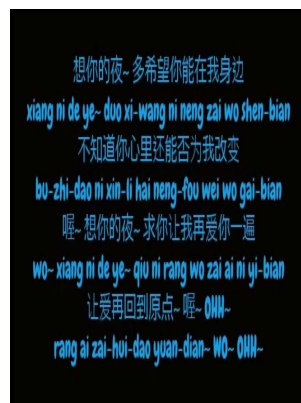 想你的夜~ 多希望你能在我身边
xiang ni de ye~ duo xi-wang ni neng zai wo shen-bian
不知道你心里还能否为我改变
bu-zhi-dao ni xin-li hai neng-fou wei wo gai-bian
喔~ 想你的夜~ 求你让我再爱你一遍
wo~ xiang ni de ye~ qiu ni rang wo zai ai ni yi-bian
让爱再回到原点~ 喔~ OHH~
rang ai zai-hui-dao yuan-dian~ WO~ OHH~